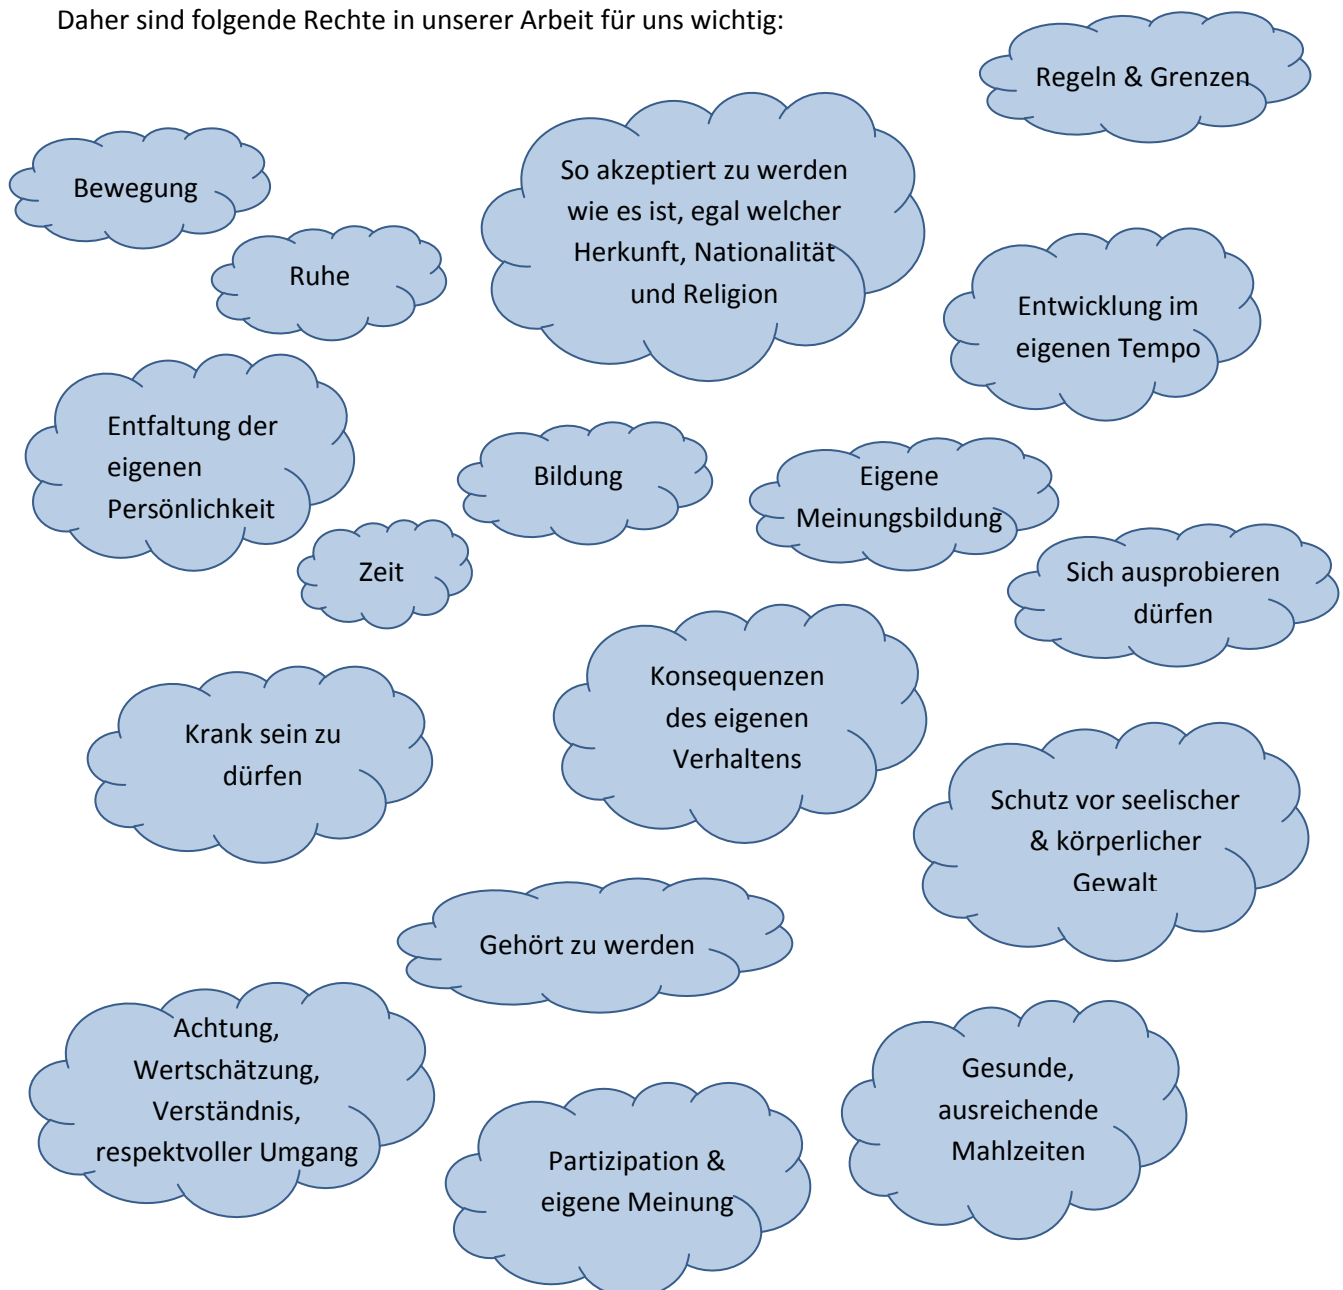 Daher sind folgende Rechte in unserer Arbeit für uns wichtig:
Regeln & Grenzen
Bewegung
So akzeptiert zu werden
wie es ist, egal welcher
Herkunft, Nationalität
und Religion
Ruhe
Entwicklung im
eigenen Tempo
Entfaltung der
eigenen
Persönlichkeit
Bildung
Eigene
Meinungsbildung
Zeit
Sich ausprobieren
dürfen
Konsequenzen
des eigenen
Verhaltens
Krank sein zu
dürfen
Schutz vor seelischer
& körperlicher
Gewalt
Gehört zu werden
Achtung,
Wertschätzung,
Verständnis,
respektvoller Umgang
Gesunde,
ausreichende
Mahlzeiten
Partizipation &
eigene Meinung